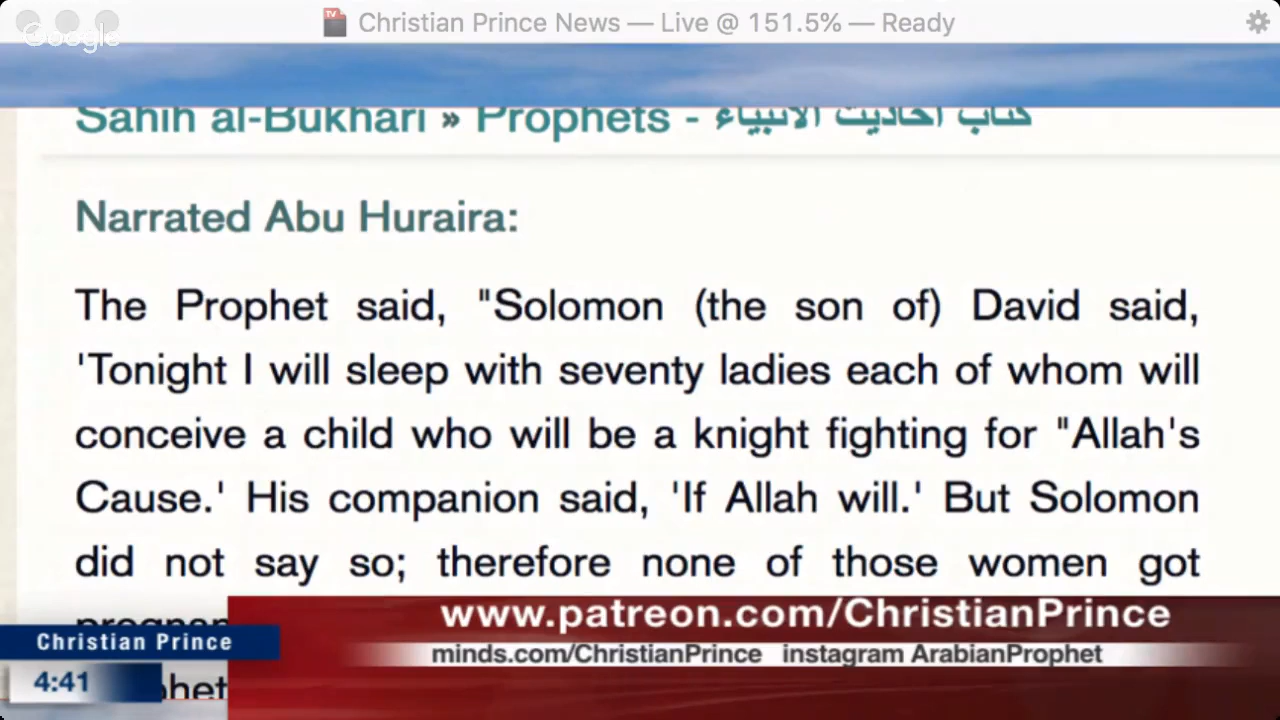 Christian Prince News — Live @ 151.5% — Ready
Google
Sahih al-Bukhari » Prophets - كتاب أحاديث الأنبياء
Narrated Abu Huraira:
The Prophet said, "Solomon (the son of) David said,
'Tonight I will sleep with seventy ladies each of whom will
conceive a child who will be a knight fighting for "Allah's
Cause.' His companion said, 'If Allah will.' But Solomon
did not say so; therefore none of those women got
www.patreon.com/ChristianPrince
Christian Prince
minds.com/ChristianPrince instagram ArabianProphet
4:41